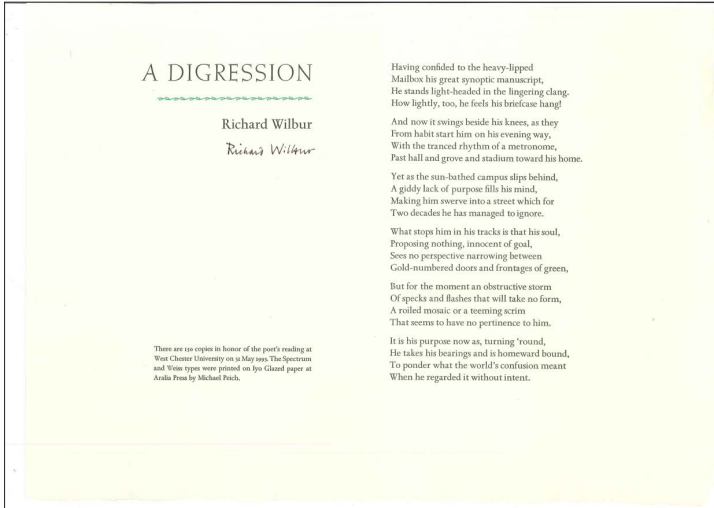 A DIGRESSION
Richard Wilbur
Richard Wilbur
There are 150 copies in honor of the poet's reading at
West Chester University on 31 May 1995. The Spectrum
and Weiss types were printed on Iyo Glazed paper at
Aralia Press by Michael Peich.
Having confided to the heavy-lipped
Mailbox his great synoptic manuscript,
He stands light-headed in the lingering clang.
How lightly, too, he feels his briefcase hang!
And now it swings beside his knees, as they
From habit start him on his evening way,
With the tranced rhythm of a metronome,
Past hall and grove and stadium toward his home.
Yet as the sun-bathed campus slips behind,
A giddy lack of purpose fills his mind,
Making him swerve into a street which for
Two decades he has managed to ignore.
What stops him in his tracks is that his soul,
Proposing nothing, innocent of goal,
Sees no perspective narrowing between
Gold-numbered doors and frontages of green,
But for the moment an obstructive storm
Of specks and flashes that will take no form,
A roiled mosaic or a teeming scrim
That seems to have no pertinence to him.
It is his purpose now as, turning 'round,
He takes his bearings and is homeward bound,
To ponder what the world's confusion meant
When he regarded it without intent.